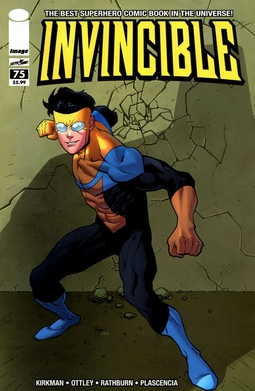 THE BEST SUPERHERO COMIC BOOK IN THE UNIVERSE!
image
INVINCIBLE
75
$5.99
KIRKMAN • OTTLEY • RATHBURN • PLASCENCIA